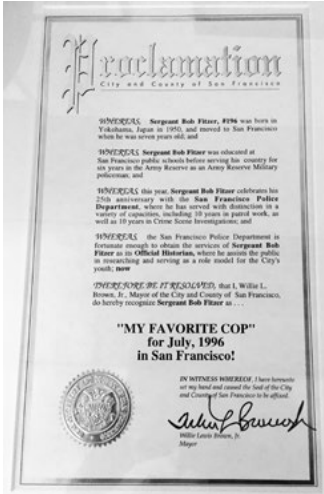 Proclamation
City and County of San Francisco
WHEREAS, Sergeant Bob Fitzer, #196 was born in
Yokohama, Japan in 1950, and moved to San Francisco
when he was seven years old; and
WHEREAS, Sergeant Bob Fitzer was educated at
San Francisco public schools before serving his country for
six years in the Army Reserve as an Army Reserve Military
policeman; and
WHEREAS, this year, Sergeant Bob Fitzer celebrates his
25th anniversary with the San Francisco Police
Department, where he has served with distinction in a
variety of capacities, including 10 years in patrol work, as
well as 10 years in Crime Scene Investigations; and
WHEREAS, the San Francisco Police Department is
fortunate enough to obtain the services of Sergeant Bob
Fitzer as its Official Historian, where he assists the public
in researching and serving as a role model for the City's
youth; now
THEREFORE BE IT RESOLVED, that I, Willie L.
Brown, Jr., Mayor of the City and County of San Francisco,
do hereby recognize Sergeant Bob Fitzer as . . .
"MY FAVORITE COP"
for July, 1996
in San Francisco!
IN WITNESS WHEREOF, I have hereunto
set my hand and caused the Seal of the City
and County of San Francisco to be affixed.
Willie Lewis Brown, Jr.
Mayor